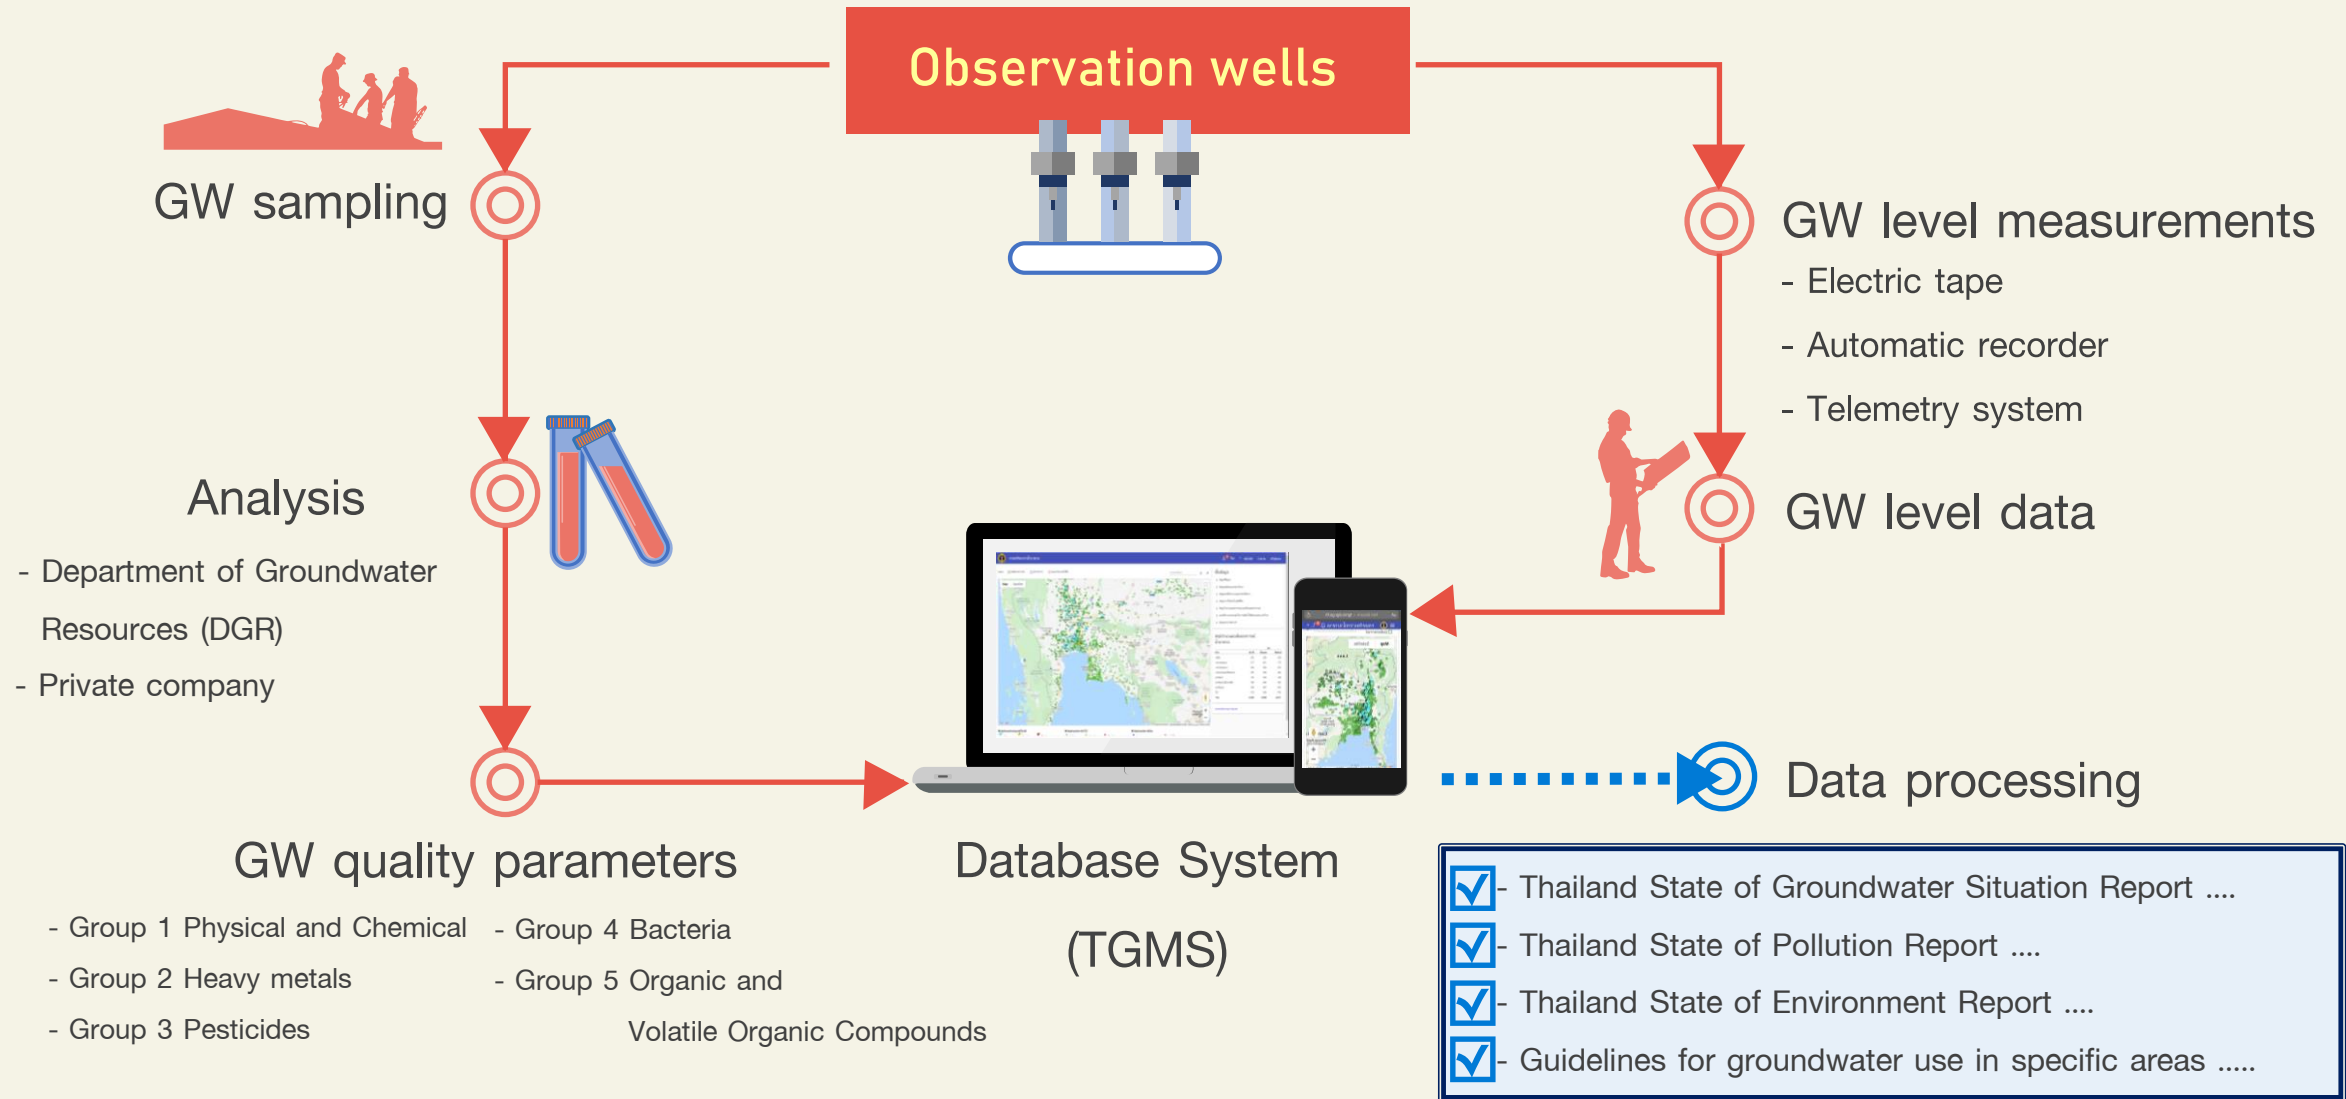 Observation wells
GW sampling
Analysis
- Department of Groundwater
Resources (DGR)
- Private company
GW quality parameters
- Group 1 Physical and Chemical
- Group 2 Heavy metals
- Group 3 Pesticides
- Group 4 Bacteria
- Group 5 Organic and
Volatile Organic Compounds
Database System
(TGMS)
GW level measurements
- Electric tape
- Automatic recorder
- Telemetry system
GW level data
Data processing
- Thailand State of Groundwater Situation Report ....
- Thailand State of Pollution Report ....
- Thailand State of Environment Report ....
- Guidelines for groundwater use in specific areas .....